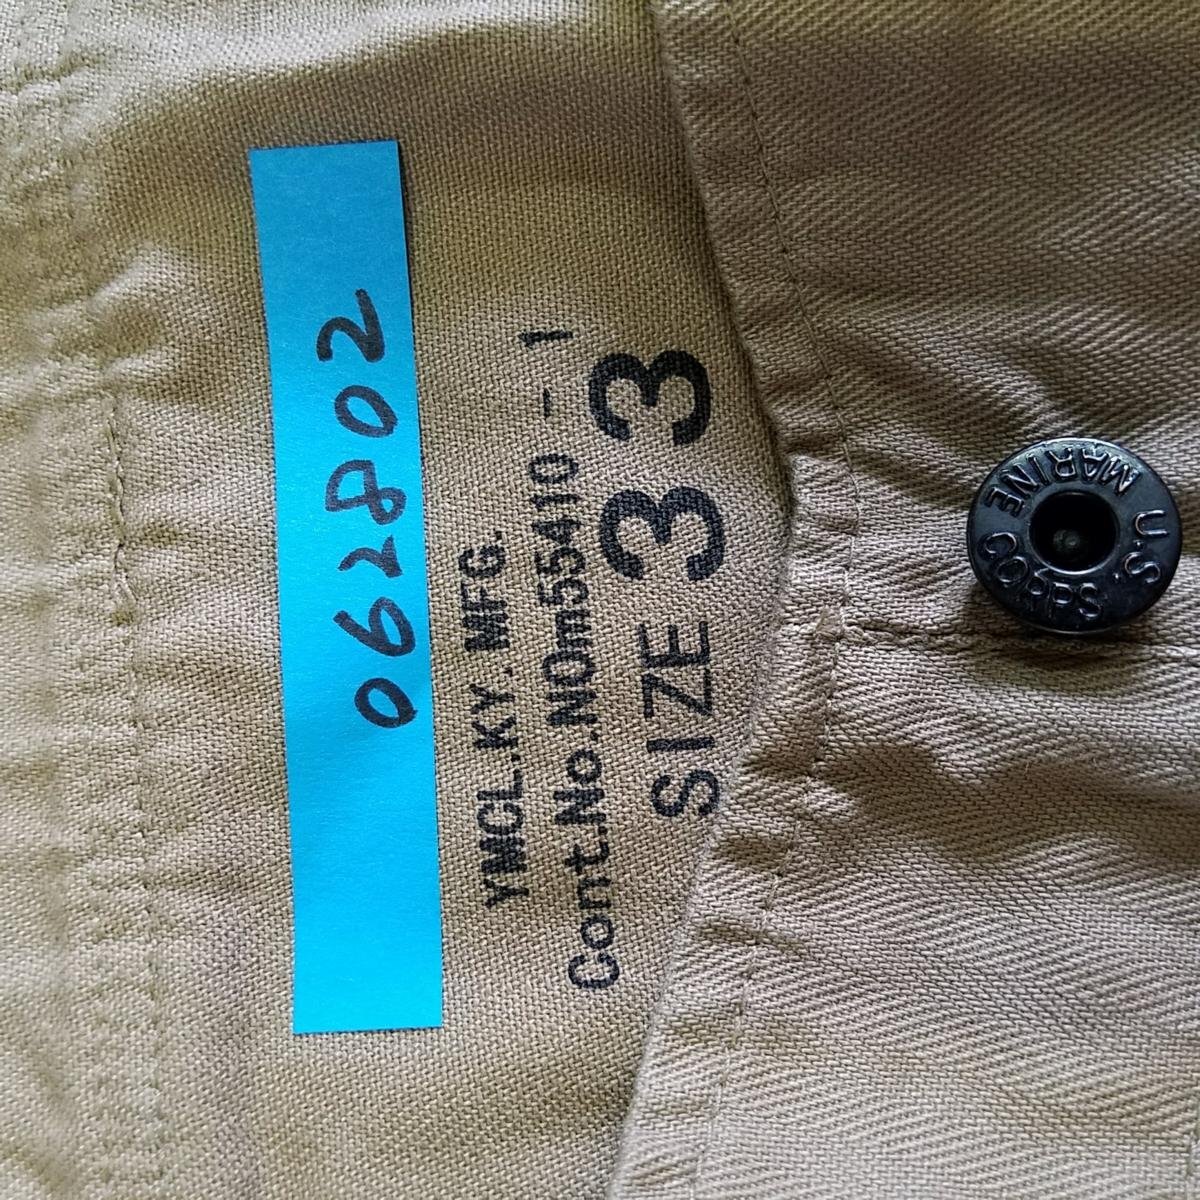 062802
YMCL.KY.MFG.
Cont.No.NOm55410-1
SIZE 33
U.S. MARINE CORPS